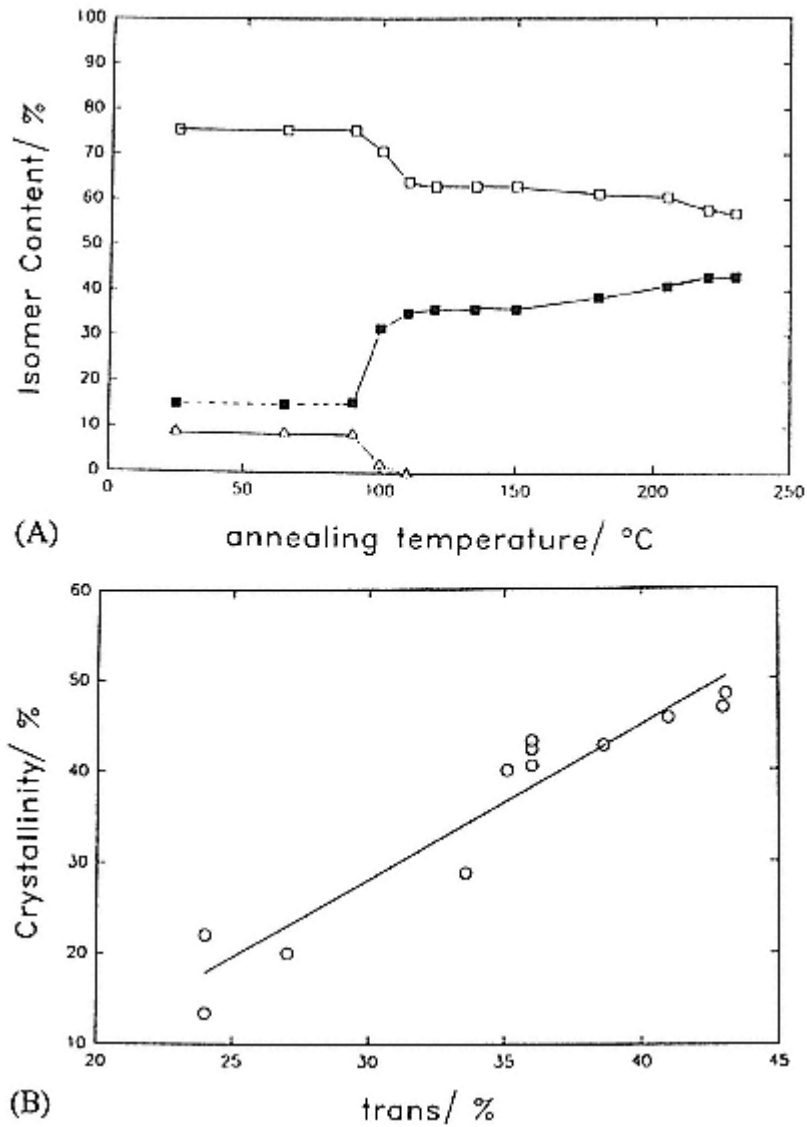 100
90
80
70
60
50
40
30
20
10
0
Isomer Content/ %
0 50 100 150 200 250
(A) annealing temperature/ °C
60
50
40
30
20
10
Crystallinity/ %
20 25 30 35 40 45
(B) trans/ %